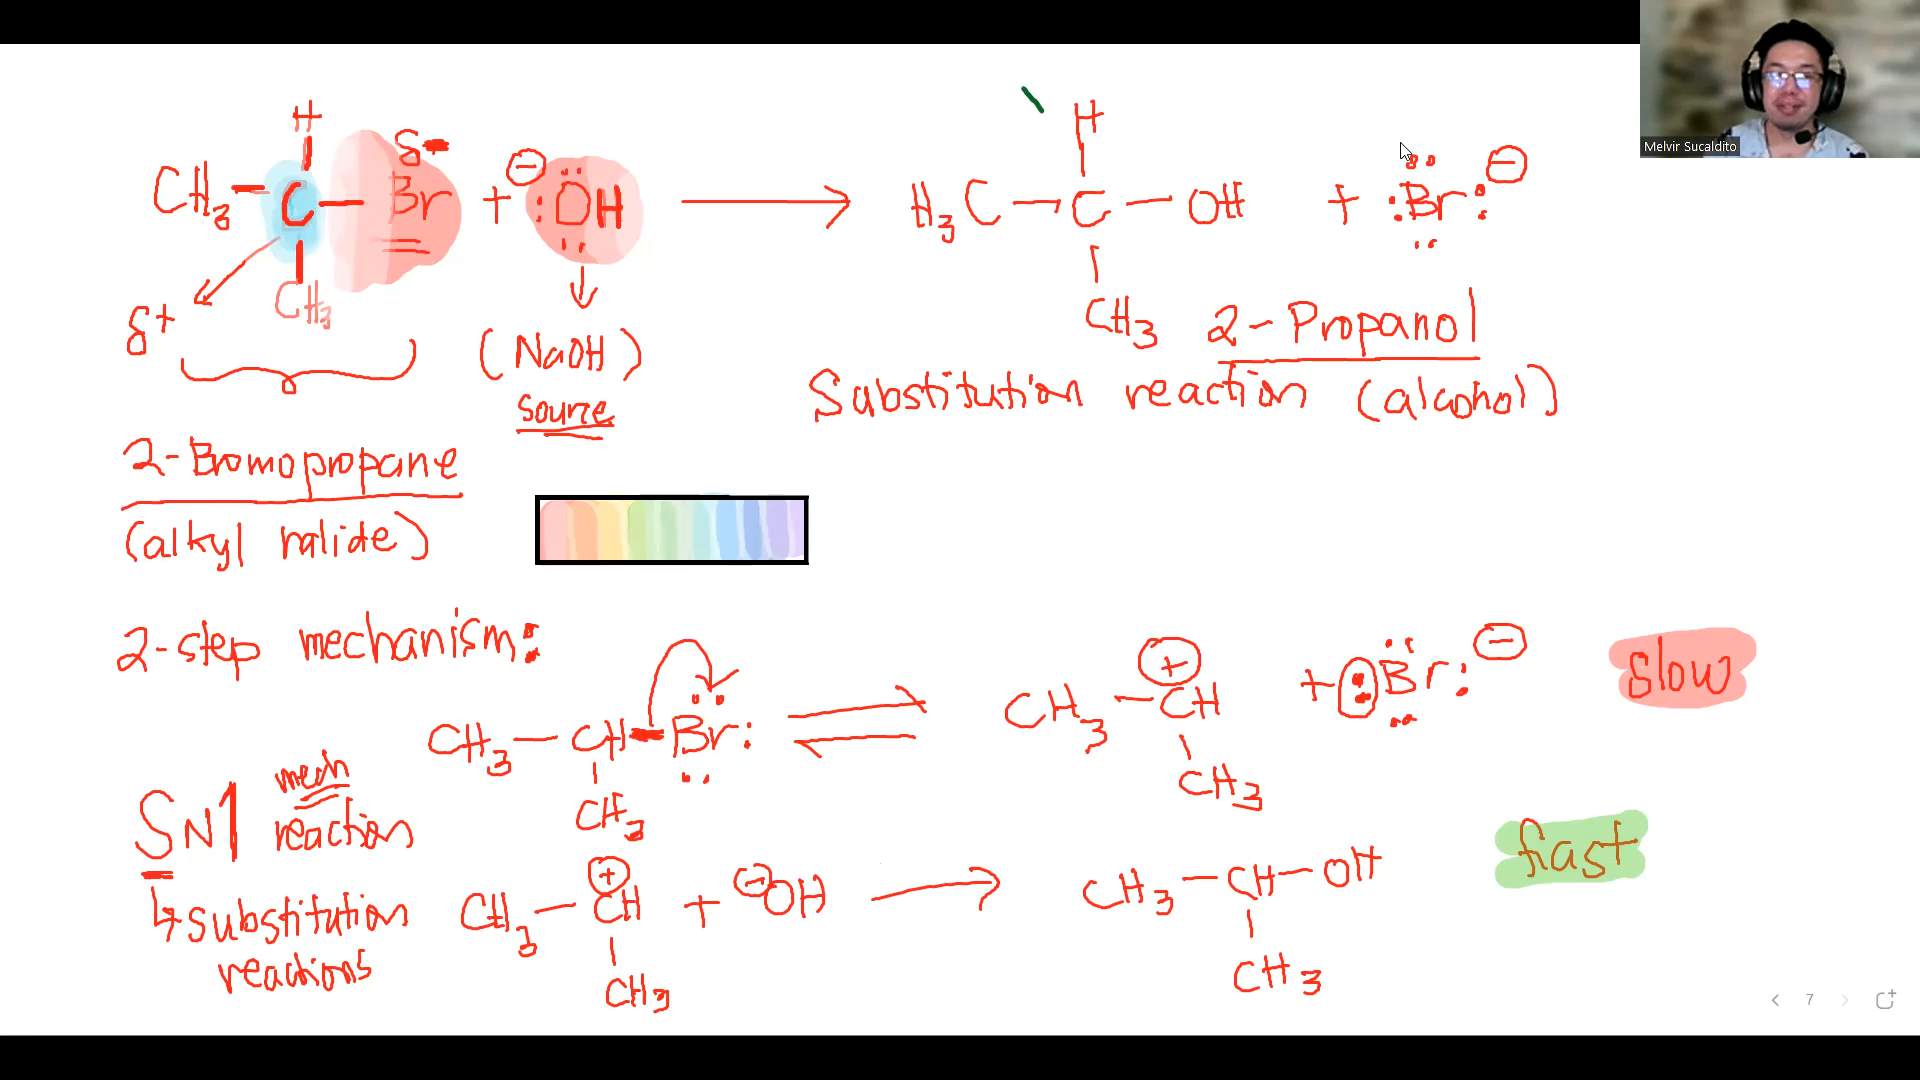 Melvir Sucaldito
H S-
CH3 — C — Br + ⊖ :ÖH → H3C — C — OH + :Br: ⊖
H
δ+ CH3
CH3
(NaOH)
source
2-Propanol
Substitution reaction (alcohol)
2-Bromopropane
(alkyl halide)
2-step mechanism:
CH3 — CH — Br: ⇌ CH3 — CH + :Br: ⊖ slow
⊕
CH3
CH3
SN1 mech
reaction
↳ substitution
reactions
CH3 — CH + ⊖OH → CH3 — CH — OH fast
⊕
CH3
CH3
7